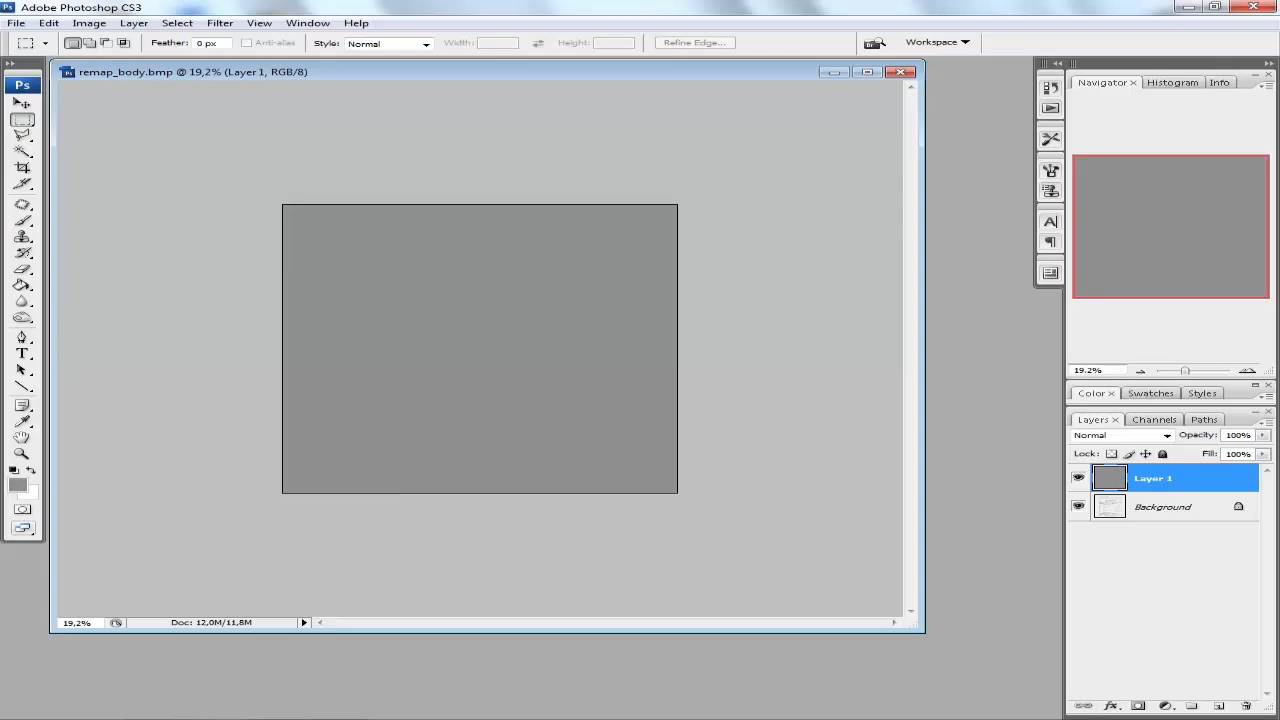 Ps Adobe Photoshop CS3
File Edit Image Layer Select Filter View Window Help
Feather: 0 px Anti-alias Style: Normal Width: Height: Refine Edge... Workspace
remap_body.bmp @ 19,2% (Layer 1, RGB/8)
Ps
Navigator Histogram Info
19.2%
Color Swatches Styles
Layers Channels Paths
Normal Opacity: 100%
Lock: Fill: 100%
Layer 1
Background
19,2% Doc: 12,0M/11,8M